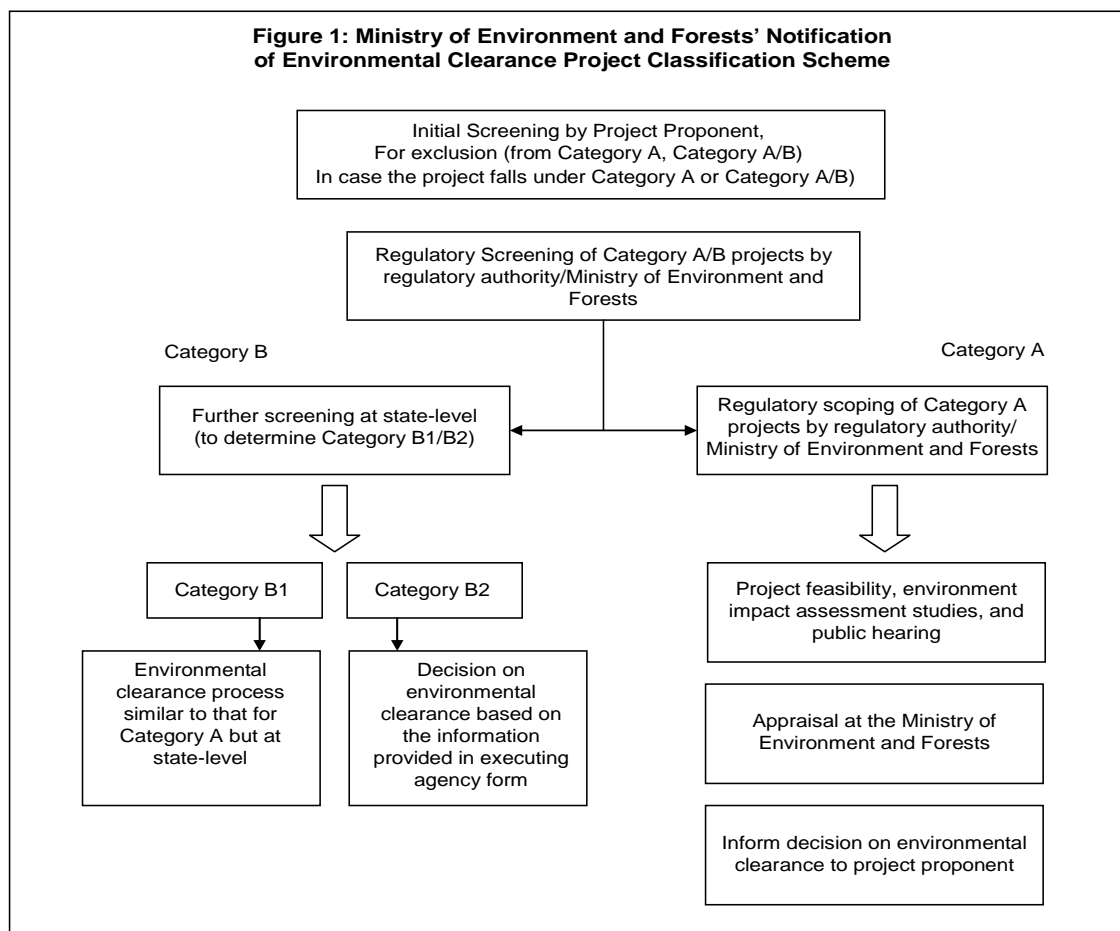 Figure 1: Ministry of Environment and Forests’ Notification
of Environmental Clearance Project Classification Scheme
Initial Screening by Project Proponent,
For exclusion (from Category A, Category A/B)
In case the project falls under Category A or Category A/B)
Regulatory Screening of Category A/B projects by
regulatory authority/Ministry of Environment and
Forests
Category B
Category A
Further screening at state-level
(to determine Category B1/B2)
Regulatory scoping of Category A
projects by regulatory authority/
Ministry of Environment and Forests
Category B1
Category B2
Environmental
clearance process
similar to that for
Category A but at
state-level
Decision on
environmental
clearance based on
the information
provided in executing
agency form
Project feasibility, environment
impact assessment studies, and
public hearing
Appraisal at the Ministry of
Environment and Forests
Inform decision on environmental
clearance to project proponent